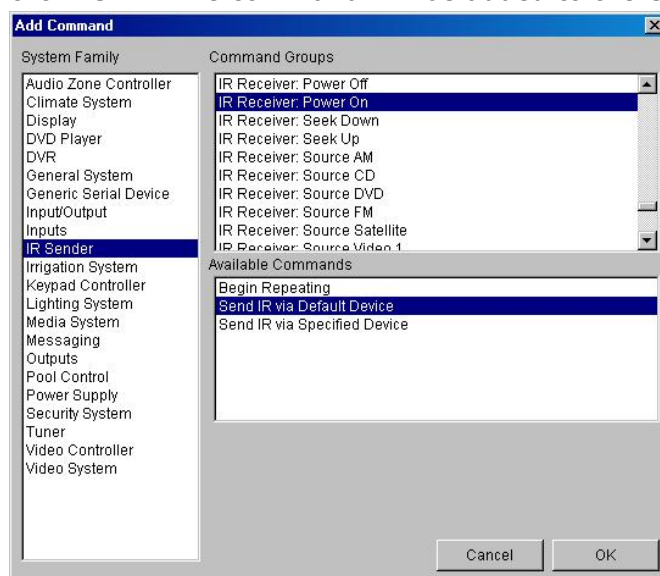 Add Command
System Family
Audio Zone Controller
Climate System
Display
DVD Player
DVR
General System
Generic Serial Device
Input/Output
Inputs
IR Sender
Irrigation System
Keypad Controller
Lighting System
Media System
Messaging
Outputs
Pool Control
Power Supply
Security System
Tuner
Video Controller
Video System
Command Groups
IR Receiver: Power Off
IR Receiver: Power On
IR Receiver: Seek Down
IR Receiver: Seek Up
IR Receiver: Source AM
IR Receiver: Source CD
IR Receiver: Source DVD
IR Receiver: Source FM
IR Receiver: Source Satellite
IR Receiver: Source Video 1
Available Commands
Begin Repeating
Send IR via Default Device
Send IR via Specified Device
Cancel
OK